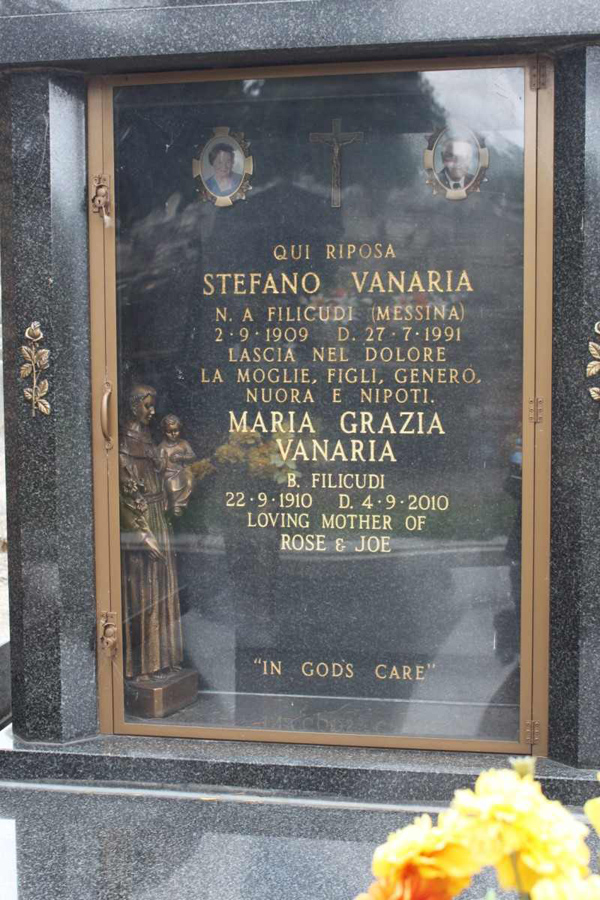 QUI RIPOSA
STEFANO VANARIA
N. A FILICUDI (MESSINA)
2·9·1909 D. 27·7·1991
LASCIA NEL DOLORE
LA MOGLIE, FIGLI, GENERO,
NUORA E NIPOTI.
MARIA GRAZIA
VANARIA
B. FILICUDI
22·9·1910 D. 4·9·2010
LOVING MOTHER OF
ROSE & JOE
"IN GOD'S CARE"